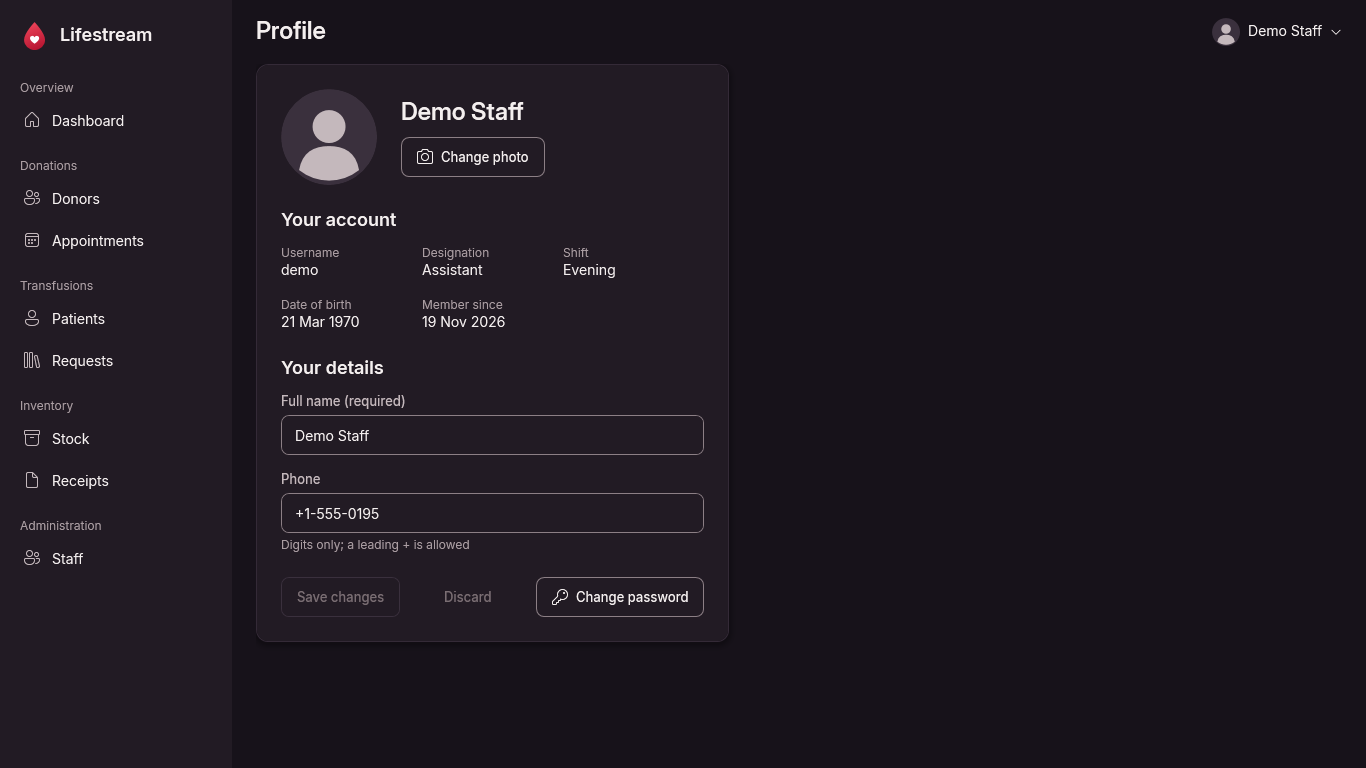 Lifestream
Overview
Dashboard
Donations
Donors
Appointments
Transfusions
Patients
Requests
Inventory
Stock
Receipts
Administration
Staff
Profile
Demo Staff
Demo Staff
Change photo
Your account
Username Designation Shift
demo Assistant Evening
Date of birth Member since
21 Mar 1970 19 Nov 2026
Your details
Full name (required)
Demo Staff
Phone
+1-555-0195
Digits only; a leading + is allowed
Save changes Discard Change password